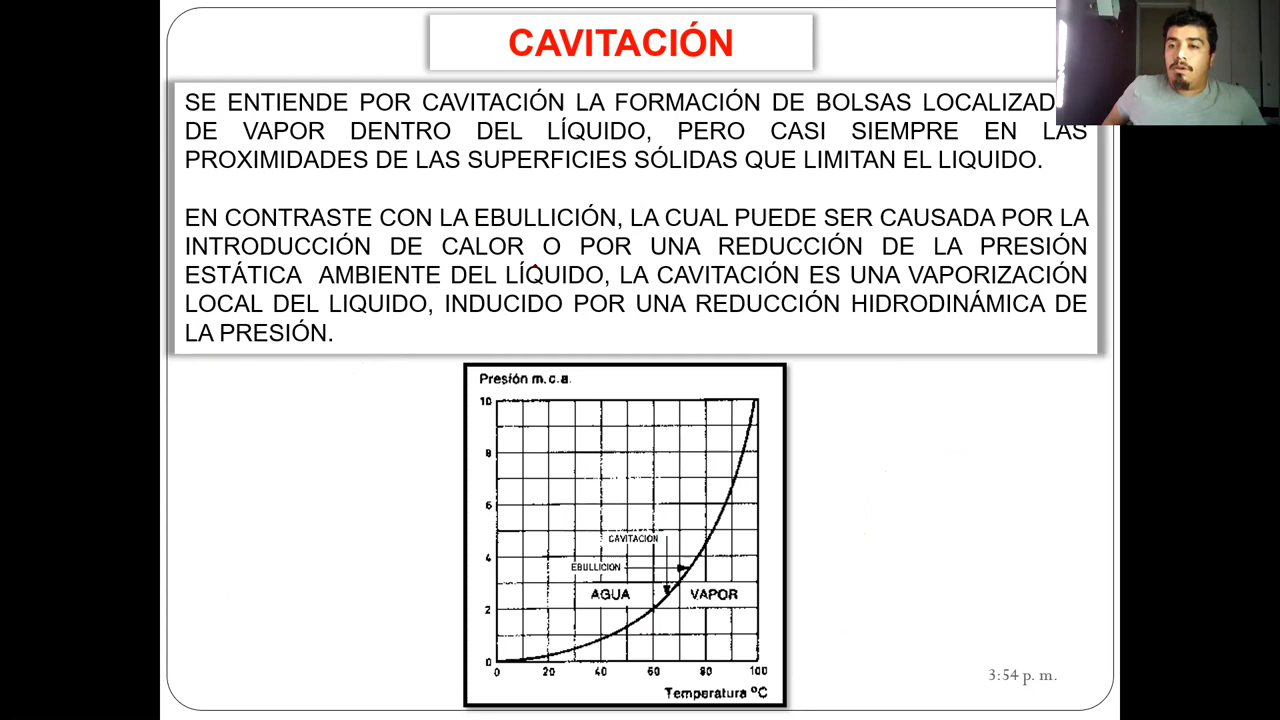 CAVITACIÓN
SE ENTIENDE POR CAVITACIÓN LA FORMACIÓN DE BOLSAS
DE VAPOR DENTRO DEL LÍQUIDO, PERO CASI SIEMPRE EN LAS
PROXIMIDADES DE LAS SUPERFICIES SÓLIDAS QUE LIMITAN EL LIQUIDO.
EN CONTRASTE CON LA EBULLICIÓN, LA CUAL PUEDE SER CAUSADA POR LA
INTRODUCCIÓN DE CALOR O POR UNA REDUCCIÓN DE LA PRESIÓN
ESTÁTICA AMBIENTE DEL LÍQUIDO, LA CAVITACIÓN ES UNA VAPORIZACIÓN
LOCAL DEL LIQUIDO, INDUCIDO POR UNA REDUCCIÓN HIDRODINÁMICA DE
LA PRESIÓN.
Presión m.c.a.
10
8
6
CAVITACION
4
EBULLICION
AGUA VAPOR
2
0
0 20 40 60 80 100
Temperatura ºC
3:54 p. m.